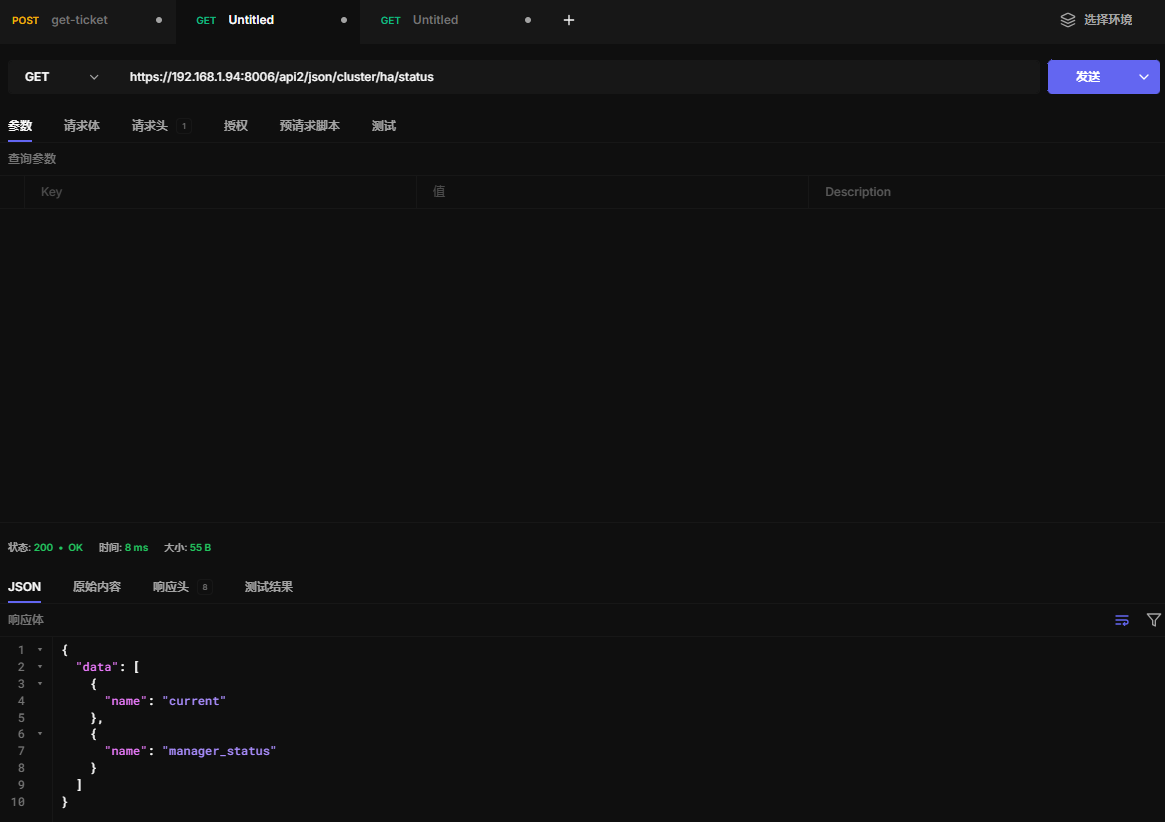 POST get-ticket GET Untitled GET Untitled + 选择环境
GET https://192.168.1.94:8006/api2/json/cluster/ha/status 发送
参数 请求体 请求头 1 授权 预请求脚本 测试
查询参数
Key 值 Description
状态: 200 • OK 时间: 8 ms 大小: 55 B
JSON 原始内容 响应头 8 测试结果
响应体
1 {
2 "data": [
3 {
4 "name": "current"
5 },
6 {
7 "name": "manager_status"
8 }
9 ]
10 }